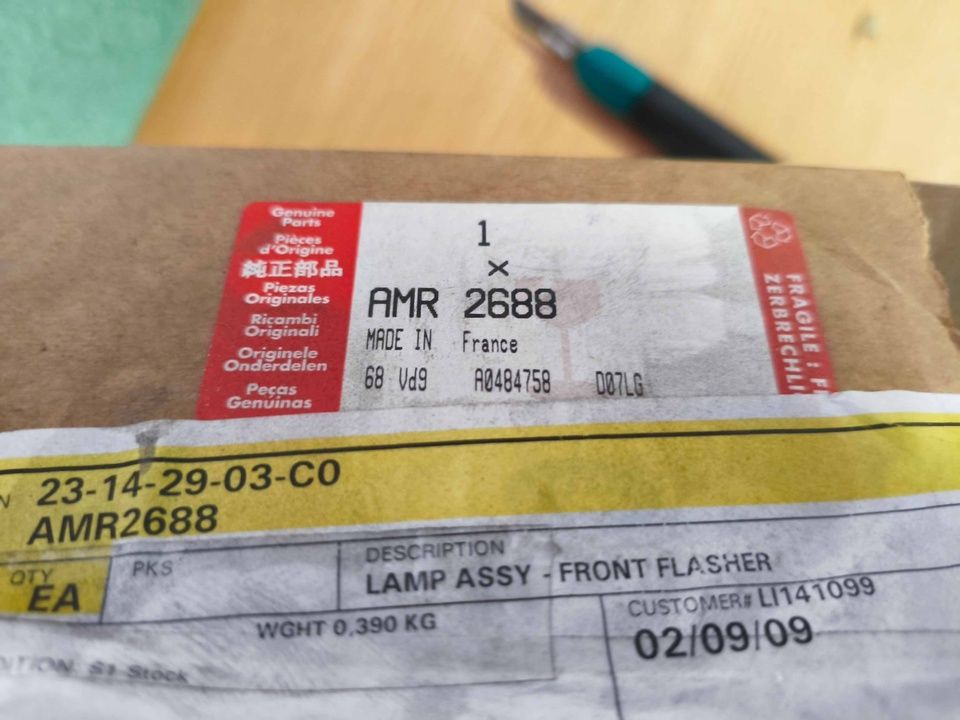 Genuine
Parts
Pièces
d'Origine
純正部品
Piezas
Originales
Ricambi
Originali
Originele
Onderdelen
Peças
Genuínas
1
×
AMR 2688
MADE IN France
68 Vd9 A0484758 D07LG
FRAGILE :
ZERBRECHLI
23-14-29-03-C0
AMR2688
QTY
EA
PKS
DESCRIPTION
LAMP ASSY - FRONT FLASHER
WGHT 0,390 KG
CUSTOMER# LI141099
02/09/09
S1 Stock